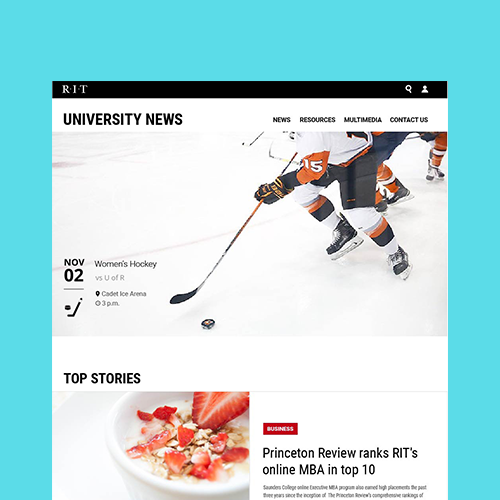 R·I·T
UNIVERSITY NEWS
NEWS RESOURCES MULTIMEDIA CONTACT US
15
NOV
02
Women's Hockey
vs U of R
Cadet Ice Arena
3 p.m.
TOP STORIES
BUSINESS
Princeton Review ranks RIT's
online MBA in top 10
Saunders College online Executive MBA program also earned high placements the past
three years since the inception of The Princeton Review's comprehensive rankings of